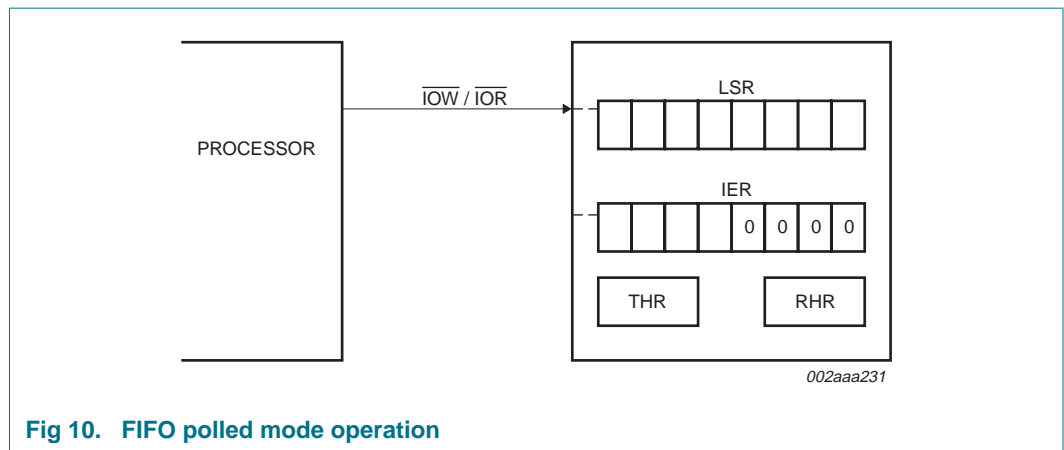 PROCESSOR
IOW / IOR
LSR
IER
0 0 0 0
THR RHR
002aaa231
Fig 10. FIFO polled mode operation